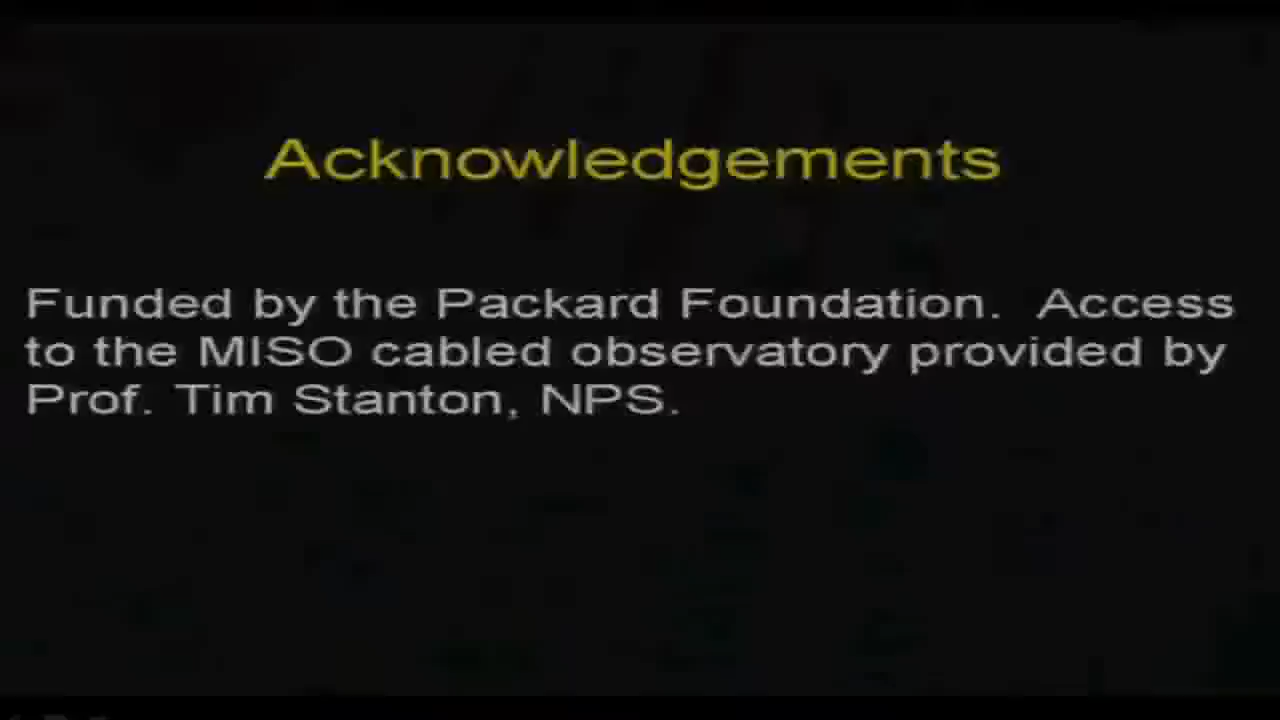 Acknowledgements
Funded by the Packard Foundation.  Access
to the MISO cabled observatory provided by
Prof. Tim Stanton, NPS.